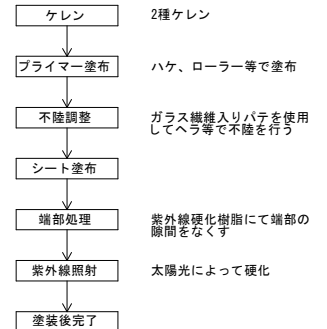 ケレン
2種ケレン
プライマー塗布
ハケ、ローラー等で塗布
不陸調整
ガラス繊維入りパテを使用
してヘラ等で不陸を行う
シート塗布
端部処理
紫外線硬化樹脂にて端部の
隙間をなくす
紫外線照射
太陽光によって硬化
塗装後完了